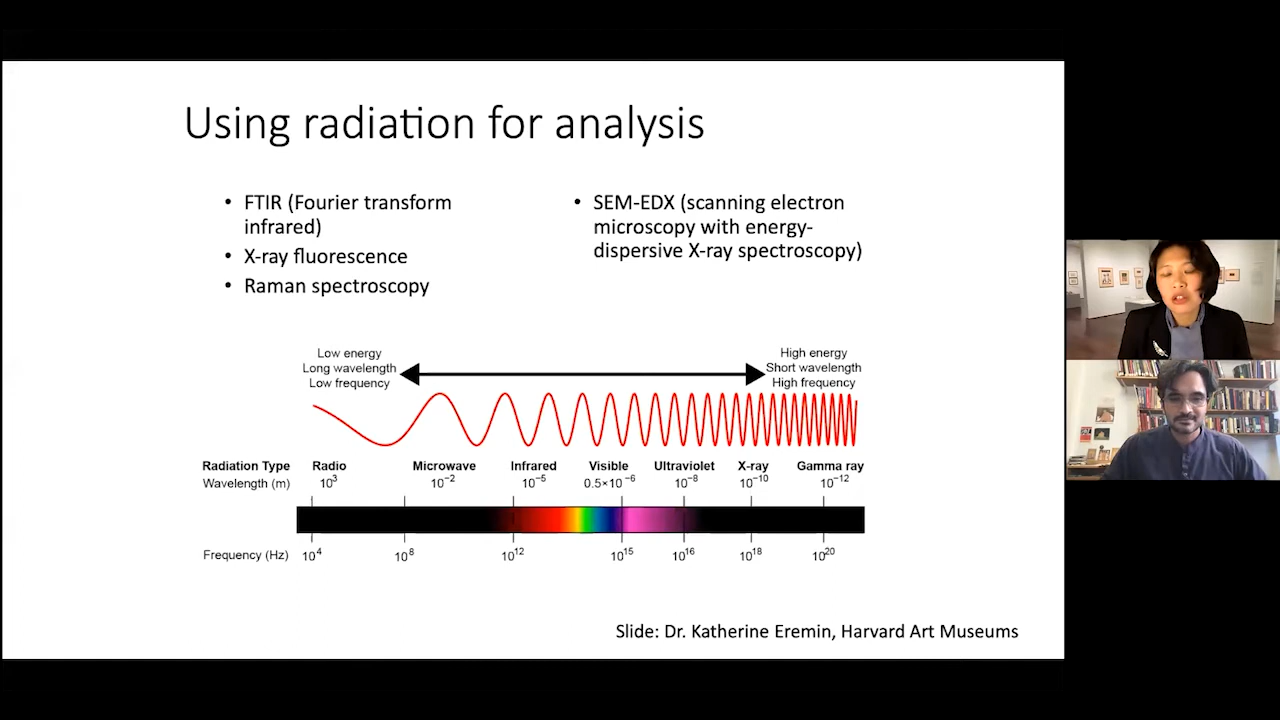 Using radiation for analysis
• FTIR (Fourier transform
infrared)
• X-ray fluorescence
• Raman spectroscopy
• SEM-EDX (scanning electron
microscopy with energy-
dispersive X-ray spectroscopy)
Low energy
Long wavelength
Low frequency
High energy
Short wavelength
High frequency
Radiation Type Radio Microwave Infrared Visible Ultraviolet X-ray Gamma ray
Wavelength (m) 10³ 10⁻² 10⁻⁵ 0.5×10⁻⁶ 10⁻⁸ 10⁻¹⁰ 10⁻¹²
Frequency (Hz) 10⁴ 10⁸ 10¹² 10¹⁵ 10¹⁶ 10¹⁸ 10²⁰
Slide: Dr. Katherine Eremin, Harvard Art Museums